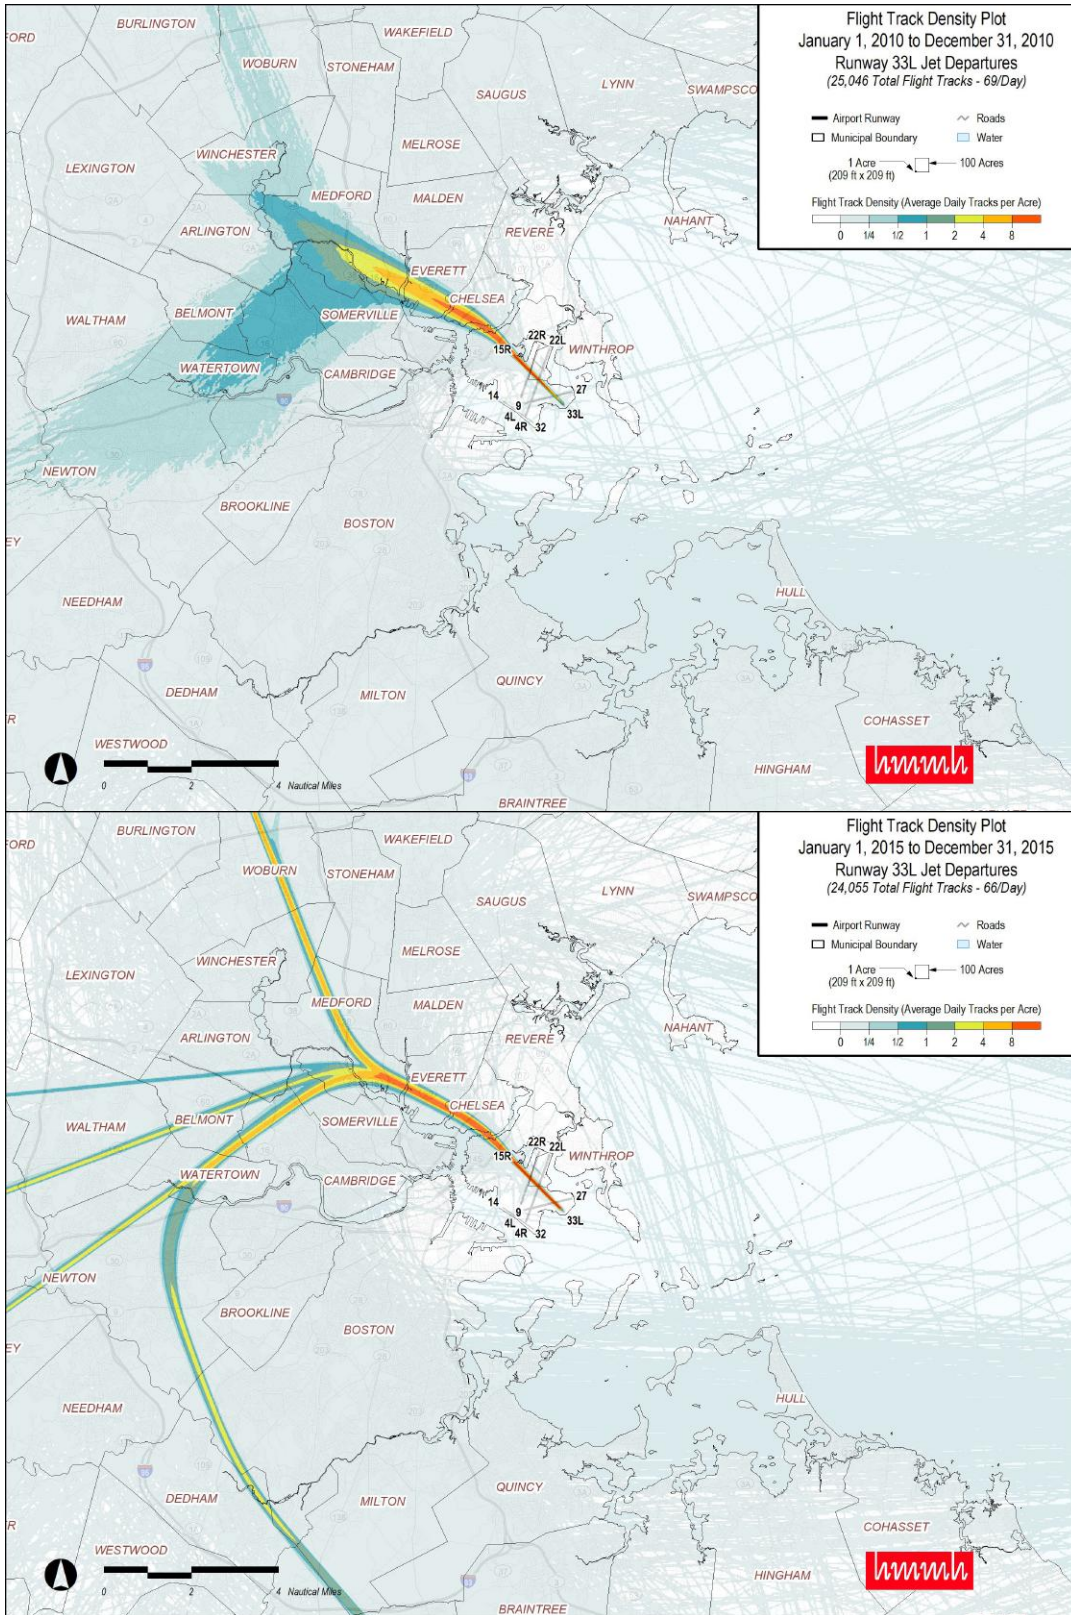 BURLINGTON
WAKEFIELD
Flight Track Density Plot
January 1, 2010 to December 31, 2010
Runway 33L Jet Departures
(25,046 Total Flight Tracks - 69/Day)
FORD
WOBURN
STONEHAM
LYNN
SAUGUS
SWAMPSCO
Airport Runway
Roads
Municipal Boundary
Water
1 Acre
(209 ft x 209 ft)
100 Acres
Flight Track Density (Average Daily Tracks per Acre)
0 1/4 1/2 1 2 4 8
LEXINGTON
WINCHESTER
MELROSE
MEDFORD
MALDEN
ARLINGTON
REVERE
NAHANT
EVERETT
CHELSEA
WALTHAM
BELMONT
SOMERVILLE
22R
22L
15R
WINTHROP
WATERTOWN
CAMBRIDGE
14
9
27
4L
33L
4R
32
NEWTON
BROOKLINE
BOSTON
EY
NEEDHAM
HULL
DEDHAM
MILTON
QUINCY
R
COHASSET
WESTWOOD
HINGHAM
0 2 4 Nautical Miles
hmmh
BRAINTREE
BURLINGTON
WAKEFIELD
Flight Track Density Plot
January 1, 2015 to December 31, 2015
Runway 33L Jet Departures
(24,055 Total Flight Tracks - 66/Day)
FORD
WOBURN
STONEHAM
LYNN
SAUGUS
SWAMPSCO
Airport Runway
Roads
Municipal Boundary
Water
1 Acre
(209 ft x 209 ft)
100 Acres
Flight Track Density (Average Daily Tracks per Acre)
0 1/4 1/2 1 2 4 8
LEXINGTON
WINCHESTER
MELROSE
MEDFORD
MALDEN
ARLINGTON
REVERE
NAHANT
EVERETT
CHELSEA
WALTHAM
BELMONT
SOMERVILLE
22R
22L
15R
WINTHROP
WATERTOWN
CAMBRIDGE
14
9
27
4L
33L
4R
32
NEWTON
BROOKLINE
BOSTON
EY
NEEDHAM
HULL
DEDHAM
MILTON
QUINCY
R
COHASSET
WESTWOOD
HINGHAM
0 2 4 Nautical Miles
hmmh
BRAINTREE